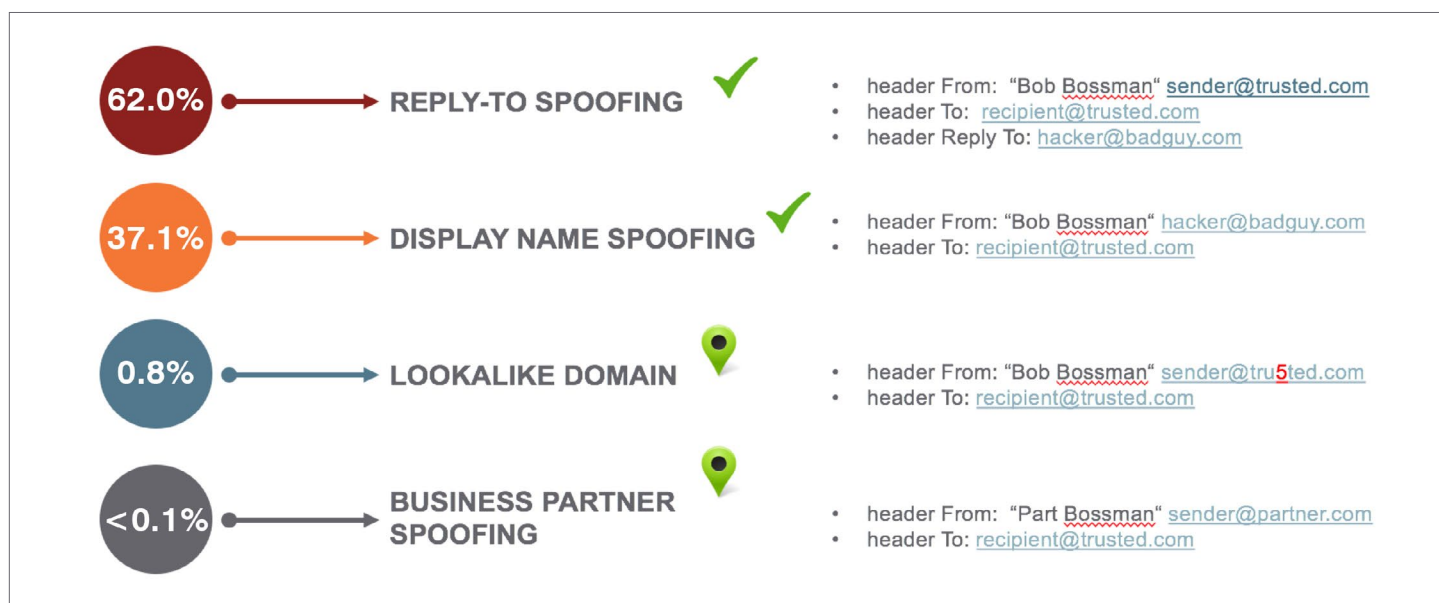 62.0%
REPLY-TO SPOOFING
• header From: “Bob Bossman“ sender@trusted.com
• header To: recipient@trusted.com
• header Reply To: hacker@badguy.com
37.1%
DISPLAY NAME SPOOFING
• header From: “Bob Bossman“ hacker@badguy.com
• header To: recipient@trusted.com
0.8%
LOOKALIKE DOMAIN
• header From: “Bob Bossman“ sender@tru5ted.com
• header To: recipient@trusted.com
<0.1%
BUSINESS PARTNER
SPOOFING
• header From: “Part Bossman“ sender@partner.com
• header To: recipient@trusted.com